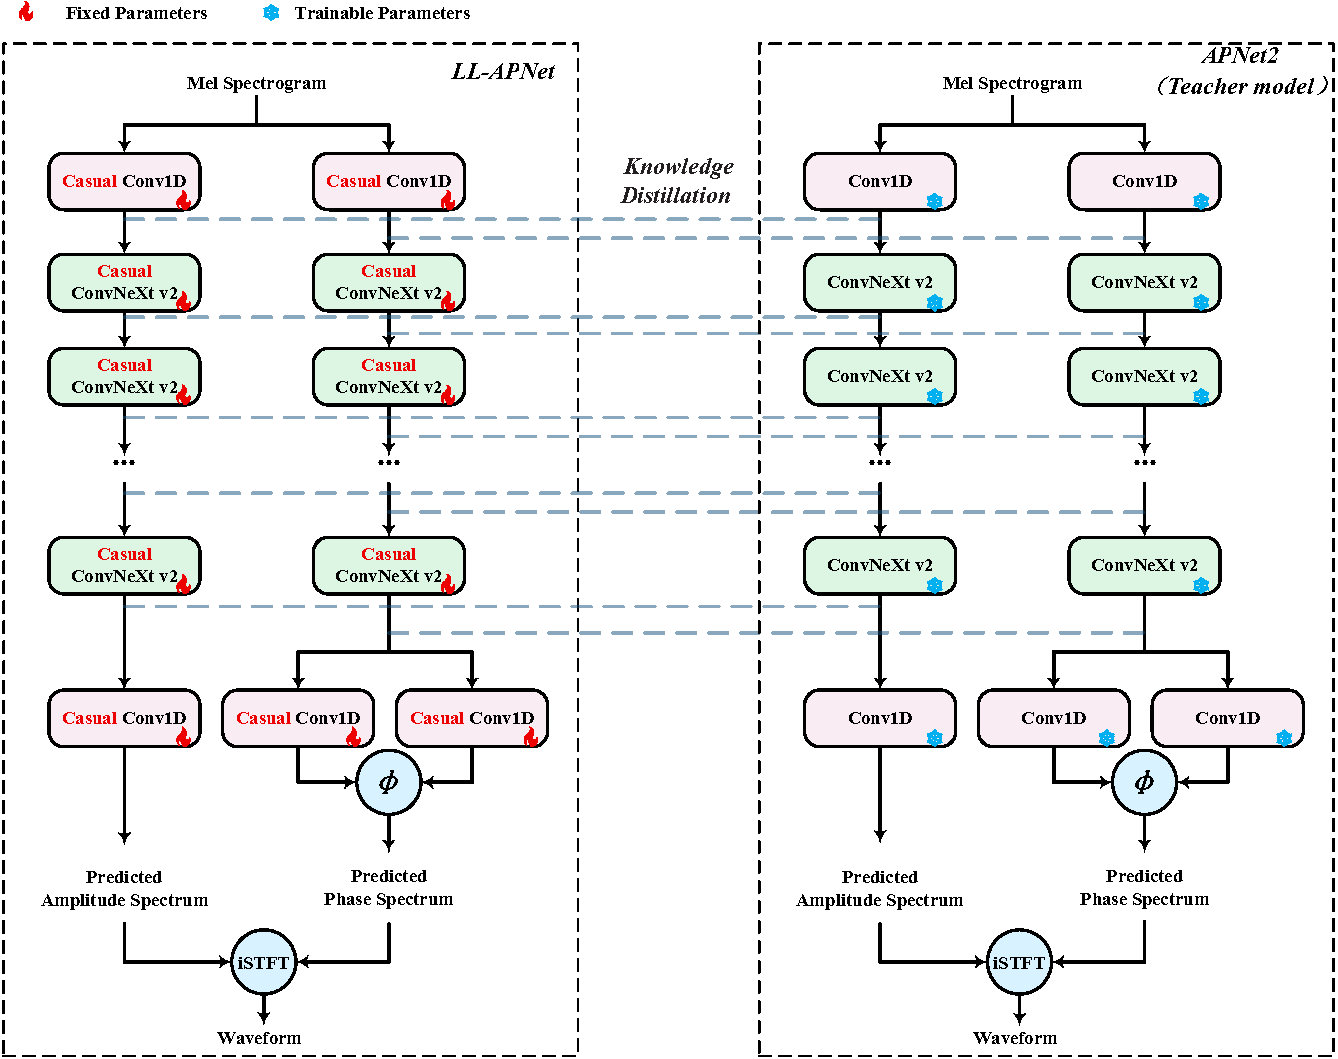 Fixed Parameters
Trainable Parameters
LL-APNet
Mel Spectrogram
Casual Conv1D
Casual Conv1D
Casual
ConvNeXt v2
Casual
ConvNeXt v2
Casual
ConvNeXt v2
Casual
ConvNeXt v2
...
...
Casual
ConvNeXt v2
Casual
ConvNeXt v2
Casual Conv1D
Casual Conv1D
Casual Conv1D
ϕ
Predicted
Amplitude Spectrum
Predicted
Phase Spectrum
iSTFT
Waveform
Knowledge
Distillation
APNet2
(Teacher model)
Mel Spectrogram
Conv1D
Conv1D
ConvNeXt v2
ConvNeXt v2
ConvNeXt v2
ConvNeXt v2
...
...
ConvNeXt v2
ConvNeXt v2
Conv1D
Conv1D
Conv1D
ϕ
Predicted
Amplitude Spectrum
Predicted
Phase Spectrum
iSTFT
Waveform